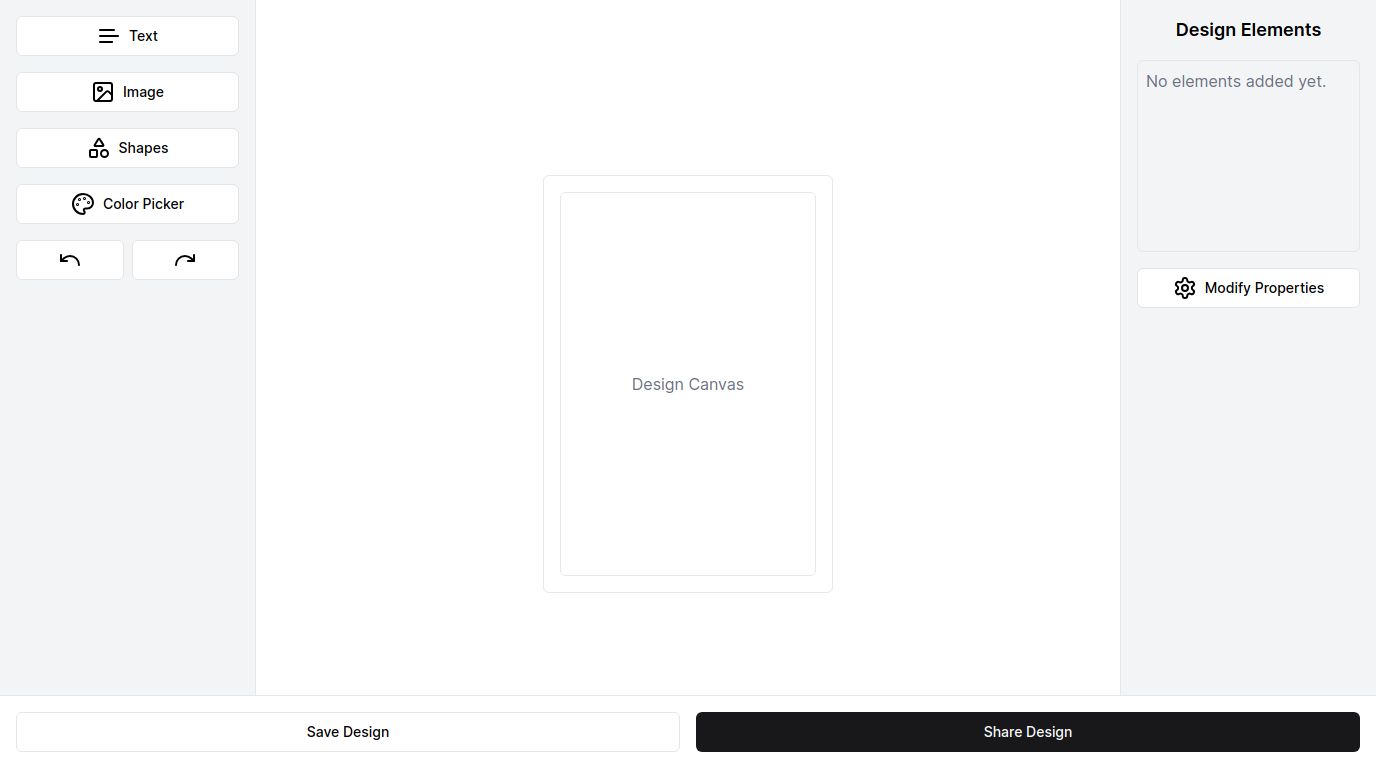 Text
Image
Shapes
Color Picker
Design Canvas
Design Elements
No elements added yet.
Modify Properties
Save Design
Share Design